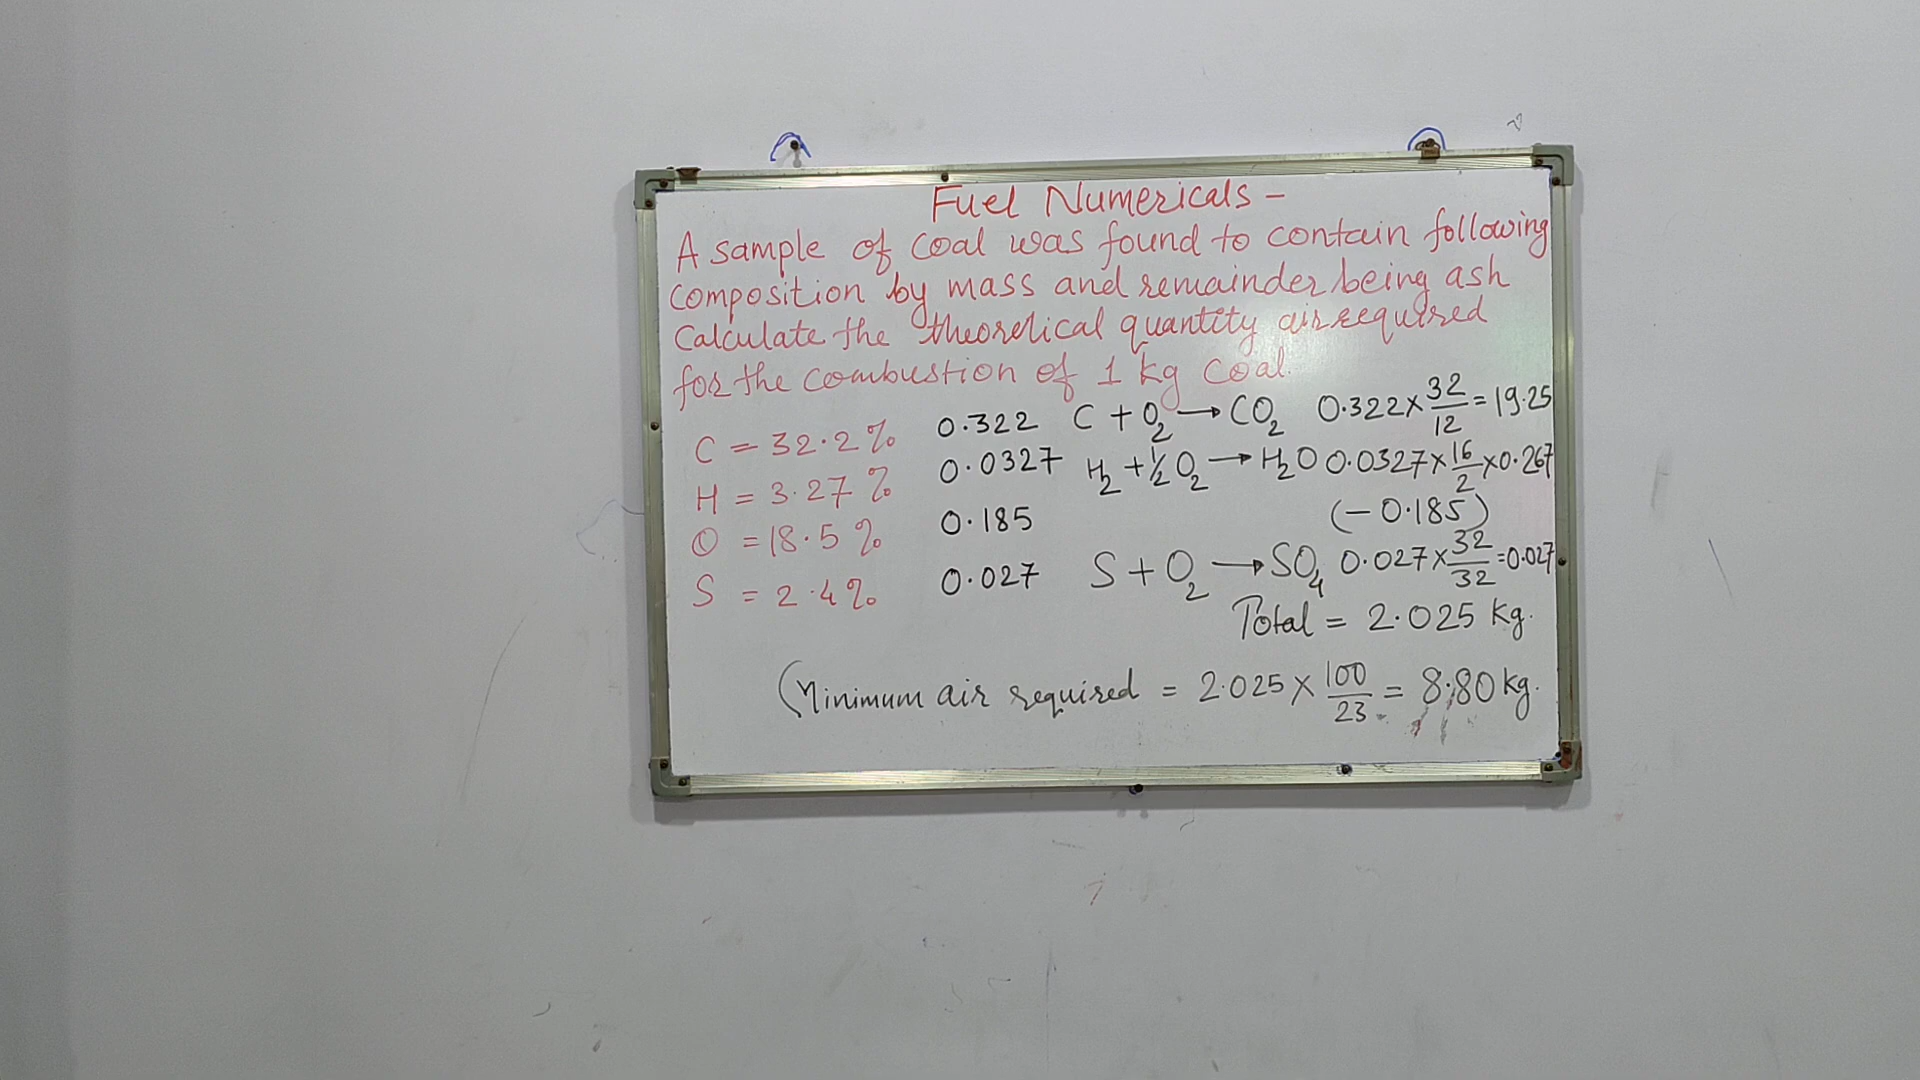 Fuel Numericals -
A sample of coal was found to contain following
composition by mass and remainder being ash
Calculate the theoretical quantity air required
for the combustion of 1 kg coal.
C = 32.2% 0.322 C + O₂ → CO₂ 0.322 × 32/12 = 19.25
H = 3.27% 0.0327 H₂ + ½O₂ → H₂O 0.0327 × 16/2 × 0.267
O = 18.5% 0.185 (- 0.185)
S = 2.4% 0.027 S + O₂ → SO₄ 0.027 × 32/32 = 0.027
Total = 2.025 kg.
(Minimum air required = 2.025 × 100/23 = 8.80 kg.